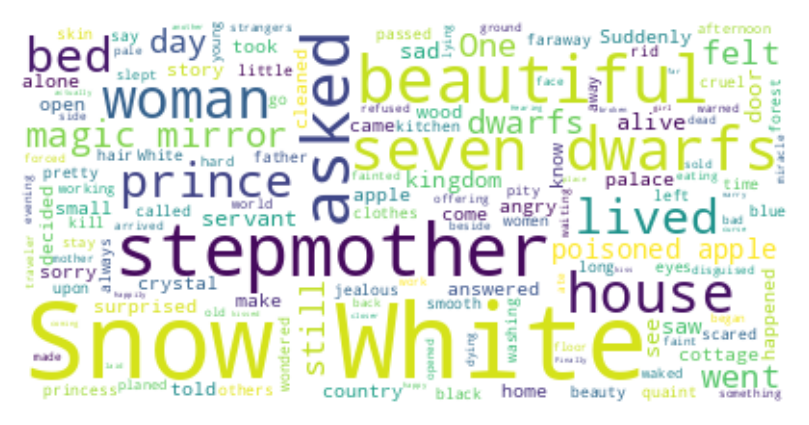 skin say pale day young strangers
took
bed
sad passed One ground faraway Suddenly afternoon
rid felt
alone slept story little
cleaned asked
beautiful
lying face away cruel door
open
side woman go
refused wood warned dead
magic mirror
came kitchen dwarfs alive forest
miracle
forced hair White hard father
seven dwarfs
pretty
fainted girl know sold
evening working prince world
apple kingdom pity palace eating time
decided small called servant
offering clothes come angry women waiting
left bad blue
kill arrived
beside
lived
traveler stay mother always
stepmother
poisoned apple
sorry upon crystal
jealous answered
long eyes disguised
happened
surprised make
back smooth washing
house
happily old kissed
still
Snow White
wondered
work
see saw began scared
floor faint cottage
made
opened dying Finally
waked went
princess planed told others
country black home beauty quaint something
happy